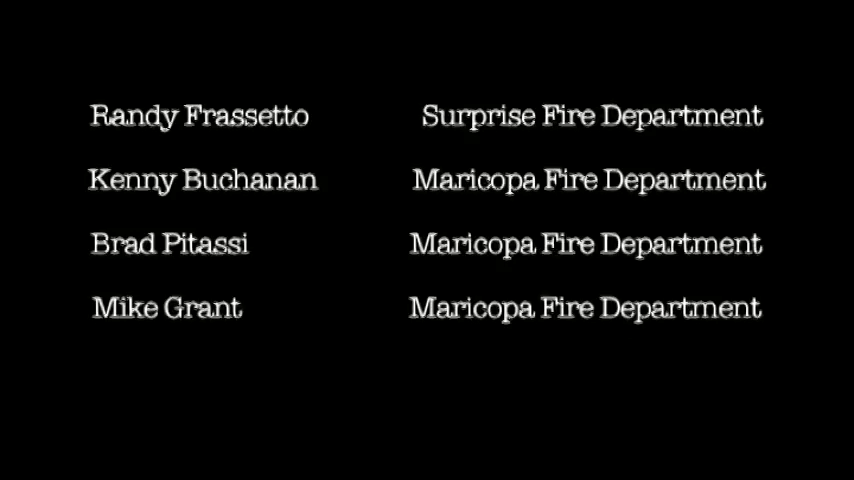 Randy Frassetto Surprise Fire Department
Kenny Buchanan Maricopa Fire Department
Brad Pitassi Maricopa Fire Department
Mike Grant Maricopa Fire Department